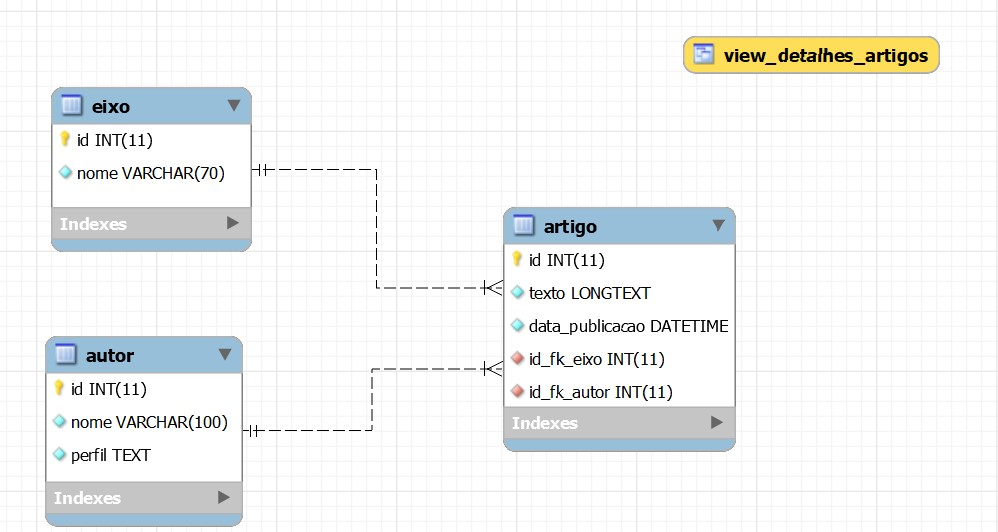 view_detalhes_artigos
eixo
id INT(11)
nome VARCHAR(70)
Indexes
artigo
id INT(11)
texto LONGTEXT
data_publicacao DATETIME
id_fk_eixo INT(11)
id_fk_autor INT(11)
Indexes
autor
id INT(11)
nome VARCHAR(100)
perfil TEXT
Indexes